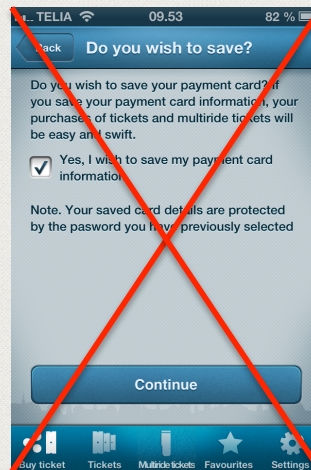 TELIA 09.53 82 %
Back Do you wish to save?
Do you wish to save your payment card? If
you save your payment card information, your
purchases of tickets and multiride tickets will
be easy and swift.
Yes, I wish to save my payment card
information
Note. Your saved card details are protected
by the pasword you have previously selected
Continue
Buy ticket Tickets Multiride tickets Favourites Settings